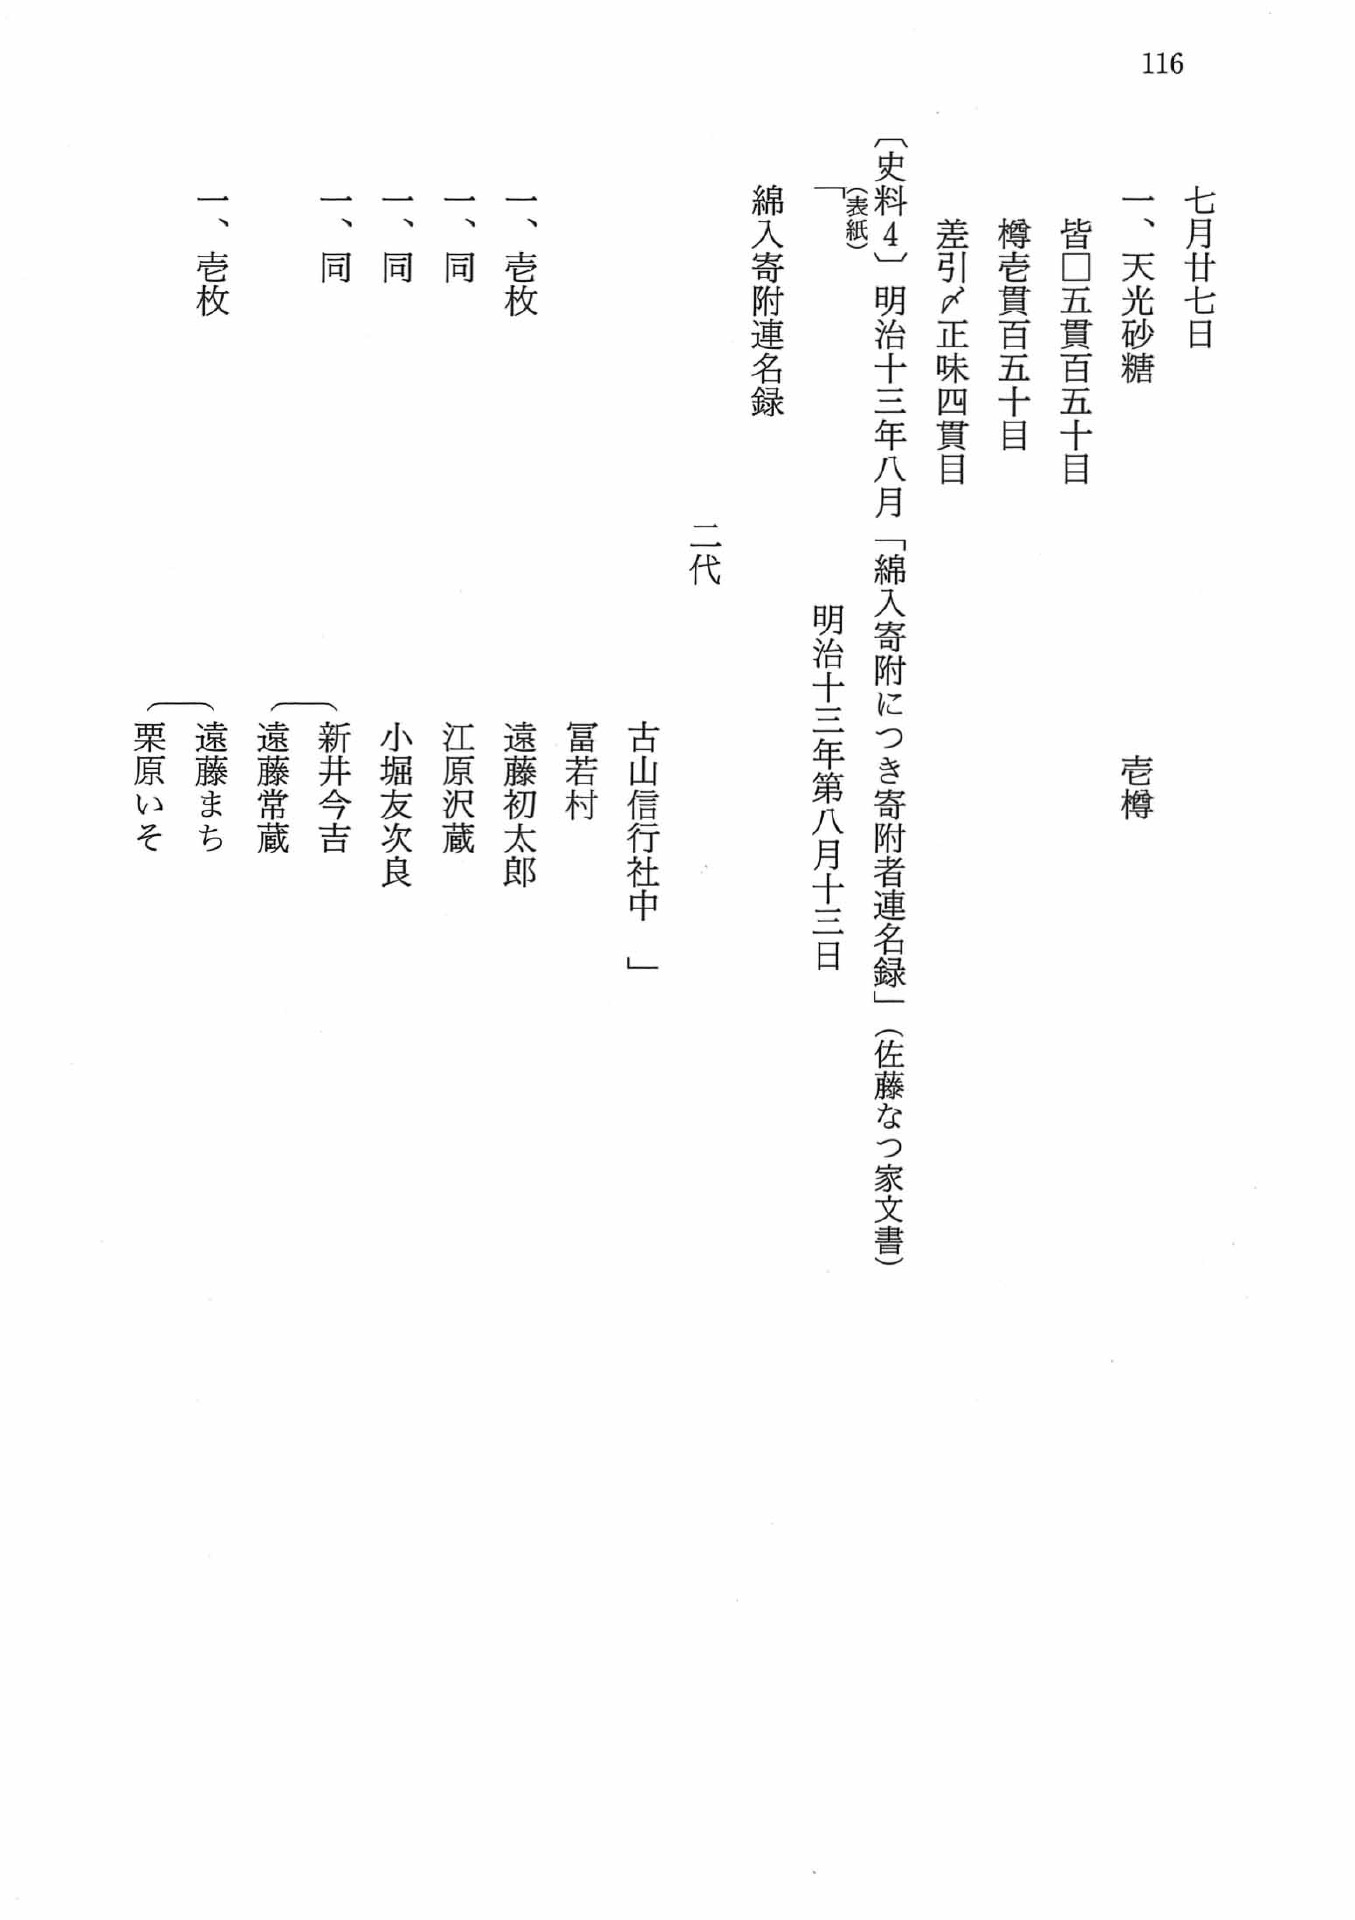 116
七月廿七日
一、天光砂糖　壱樽
皆□五貫百五十目
樽壱貫百五十目
差引〆正味四貫目
〔史料4〕明治十三年八月「綿入寄附につき寄附者連名録」（佐藤なつ家文書）
（表紙）
「　明治十三年第八月十三日
綿入寄附連名録
二代
古山信行社中　」
冨若村
一、壱枚　遠藤初太郎
一、同　江原沢蔵
一、同　小堀友次良
一、同　新井今吉
遠藤常蔵
一、壱枚　遠藤まち
栗原いそ